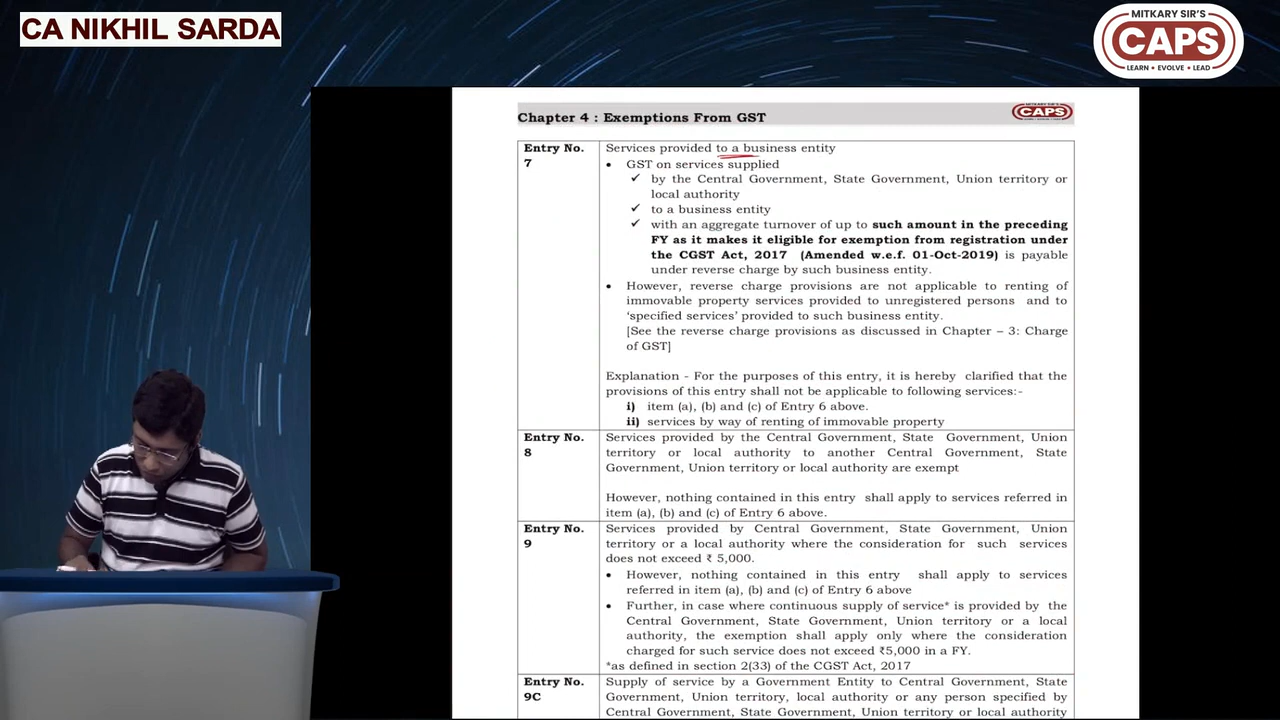 CA NIKHIL SARDA
MITKARY SIR'S
CAPS
LEARN • EVOLVE • LEAD
Chapter 4 : Exemptions From GST
MITKARY SIR'S
CAPS
Entry No.
7
Services provided to a business entity
• GST on services supplied
✓ by the Central Government, State Government, Union territory or
local authority
✓ to a business entity
✓ with an aggregate turnover of up to such amount in the preceding
FY as it makes it eligible for exemption from registration under
the CGST Act, 2017 (Amended w.e.f. 01-Oct-2019) is payable
under reverse charge by such business entity.
• However, reverse charge provisions are not applicable to renting of
immovable property services provided to unregistered persons and to
‘specified services’ provided to such business entity.
[See the reverse charge provisions as discussed in Chapter – 3: Charge
of GST]
Explanation - For the purposes of this entry, it is hereby clarified that the
provisions of this entry shall not be applicable to following services:-
i) item (a), (b) and (c) of Entry 6 above.
ii) services by way of renting of immovable property
Entry No.
8
Services provided by the Central Government, State Government, Union
territory or local authority to another Central Government, State
Government, Union territory or local authority are exempt
However, nothing contained in this entry shall apply to services referred in
item (a), (b) and (c) of Entry 6 above.
Entry No.
9
Services provided by Central Government, State Government, Union
territory or a local authority where the consideration for such services
does not exceed ₹ 5,000.
• However, nothing contained in this entry shall apply to services
referred in item (a), (b) and (c) of Entry 6 above
• Further, in case where continuous supply of service* is provided by the
Central Government, State Government, Union territory or a local
authority, the exemption shall apply only where the consideration
charged for such service does not exceed ₹5,000 in a FY.
*as defined in section 2(33) of the CGST Act, 2017
Entry No.
9C
Supply of service by a Government Entity to Central Government, State
Government, Union territory, local authority or any person specified by
Central Government, State Government, Union territory or local authority